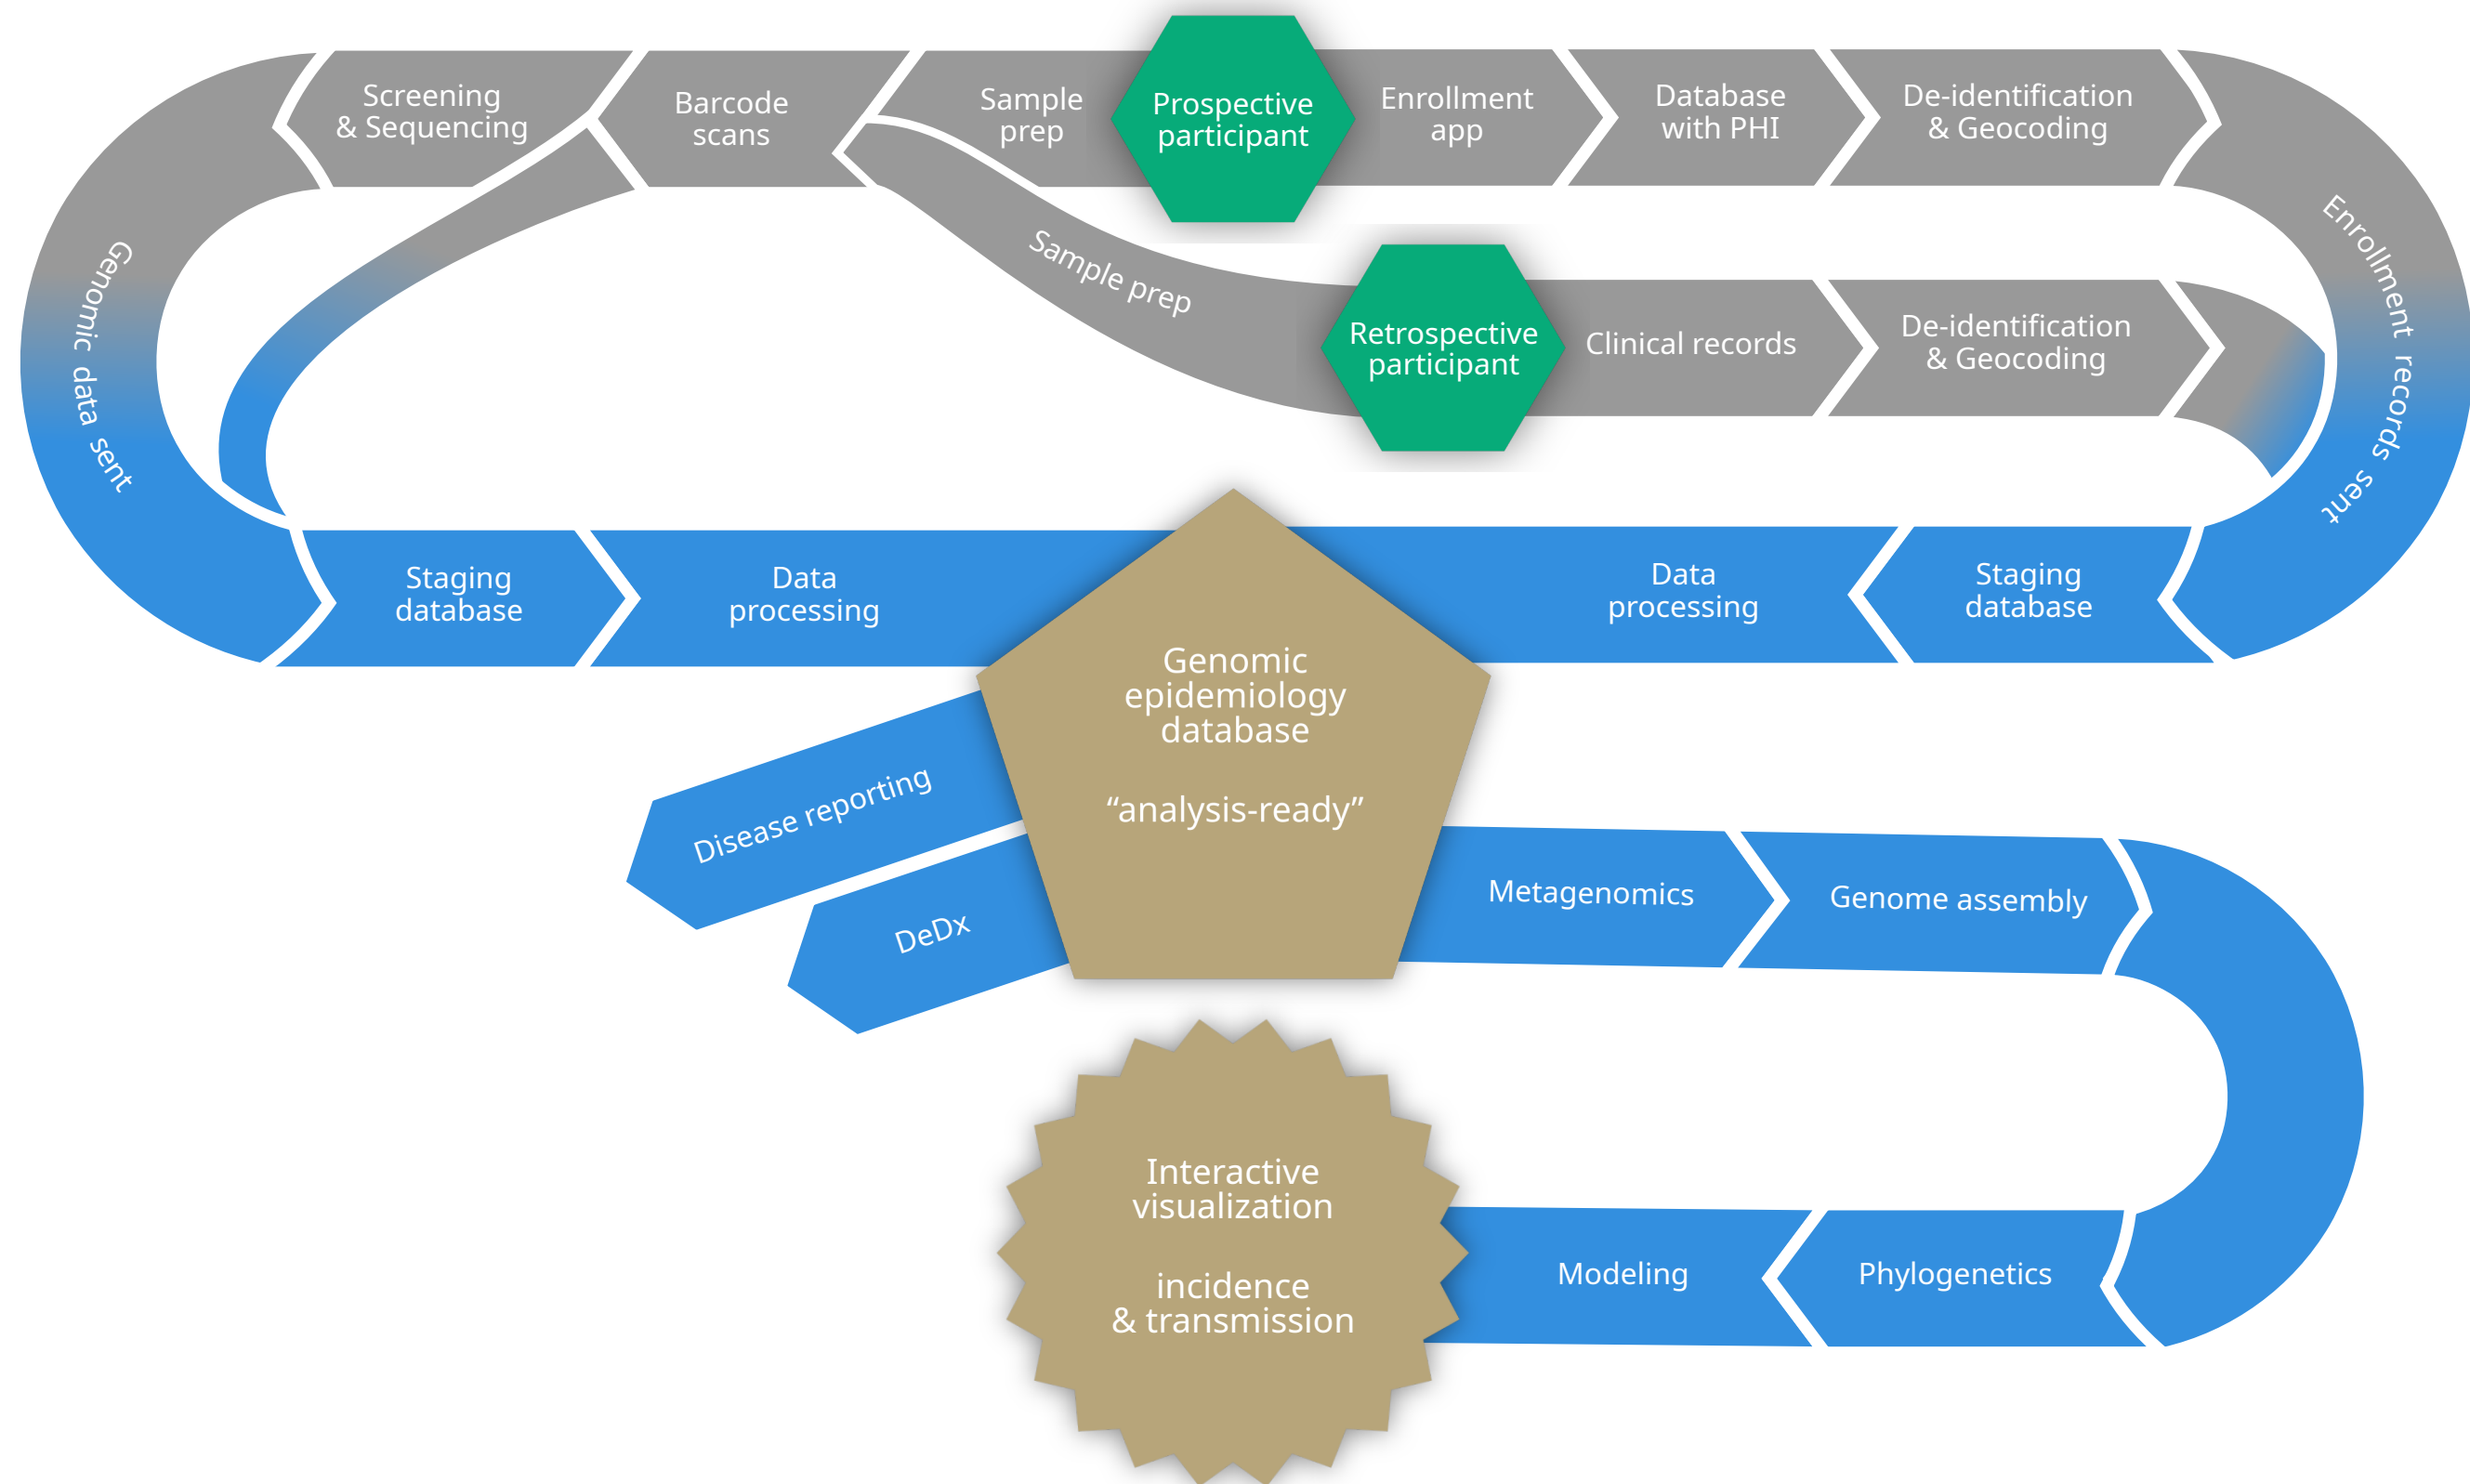 Screening
& Sequencing
Barcode
scans
Sample
prep
Prospective
participant
Enrollment
app
Database
with PHI
De-identification
& Geocoding
Sample prep
Retrospective
participant
Clinical records
De-identification
& Geocoding
Genomic data sent
Enrollment records sent
Staging
database
Data
processing
Data
processing
Staging
database
Genomic
epidemiology
database
“analysis-ready”
Disease reporting
DeDx
Metagenomics
Genome assembly
Interactive
visualization
incidence
& transmission
Modeling
Phylogenetics